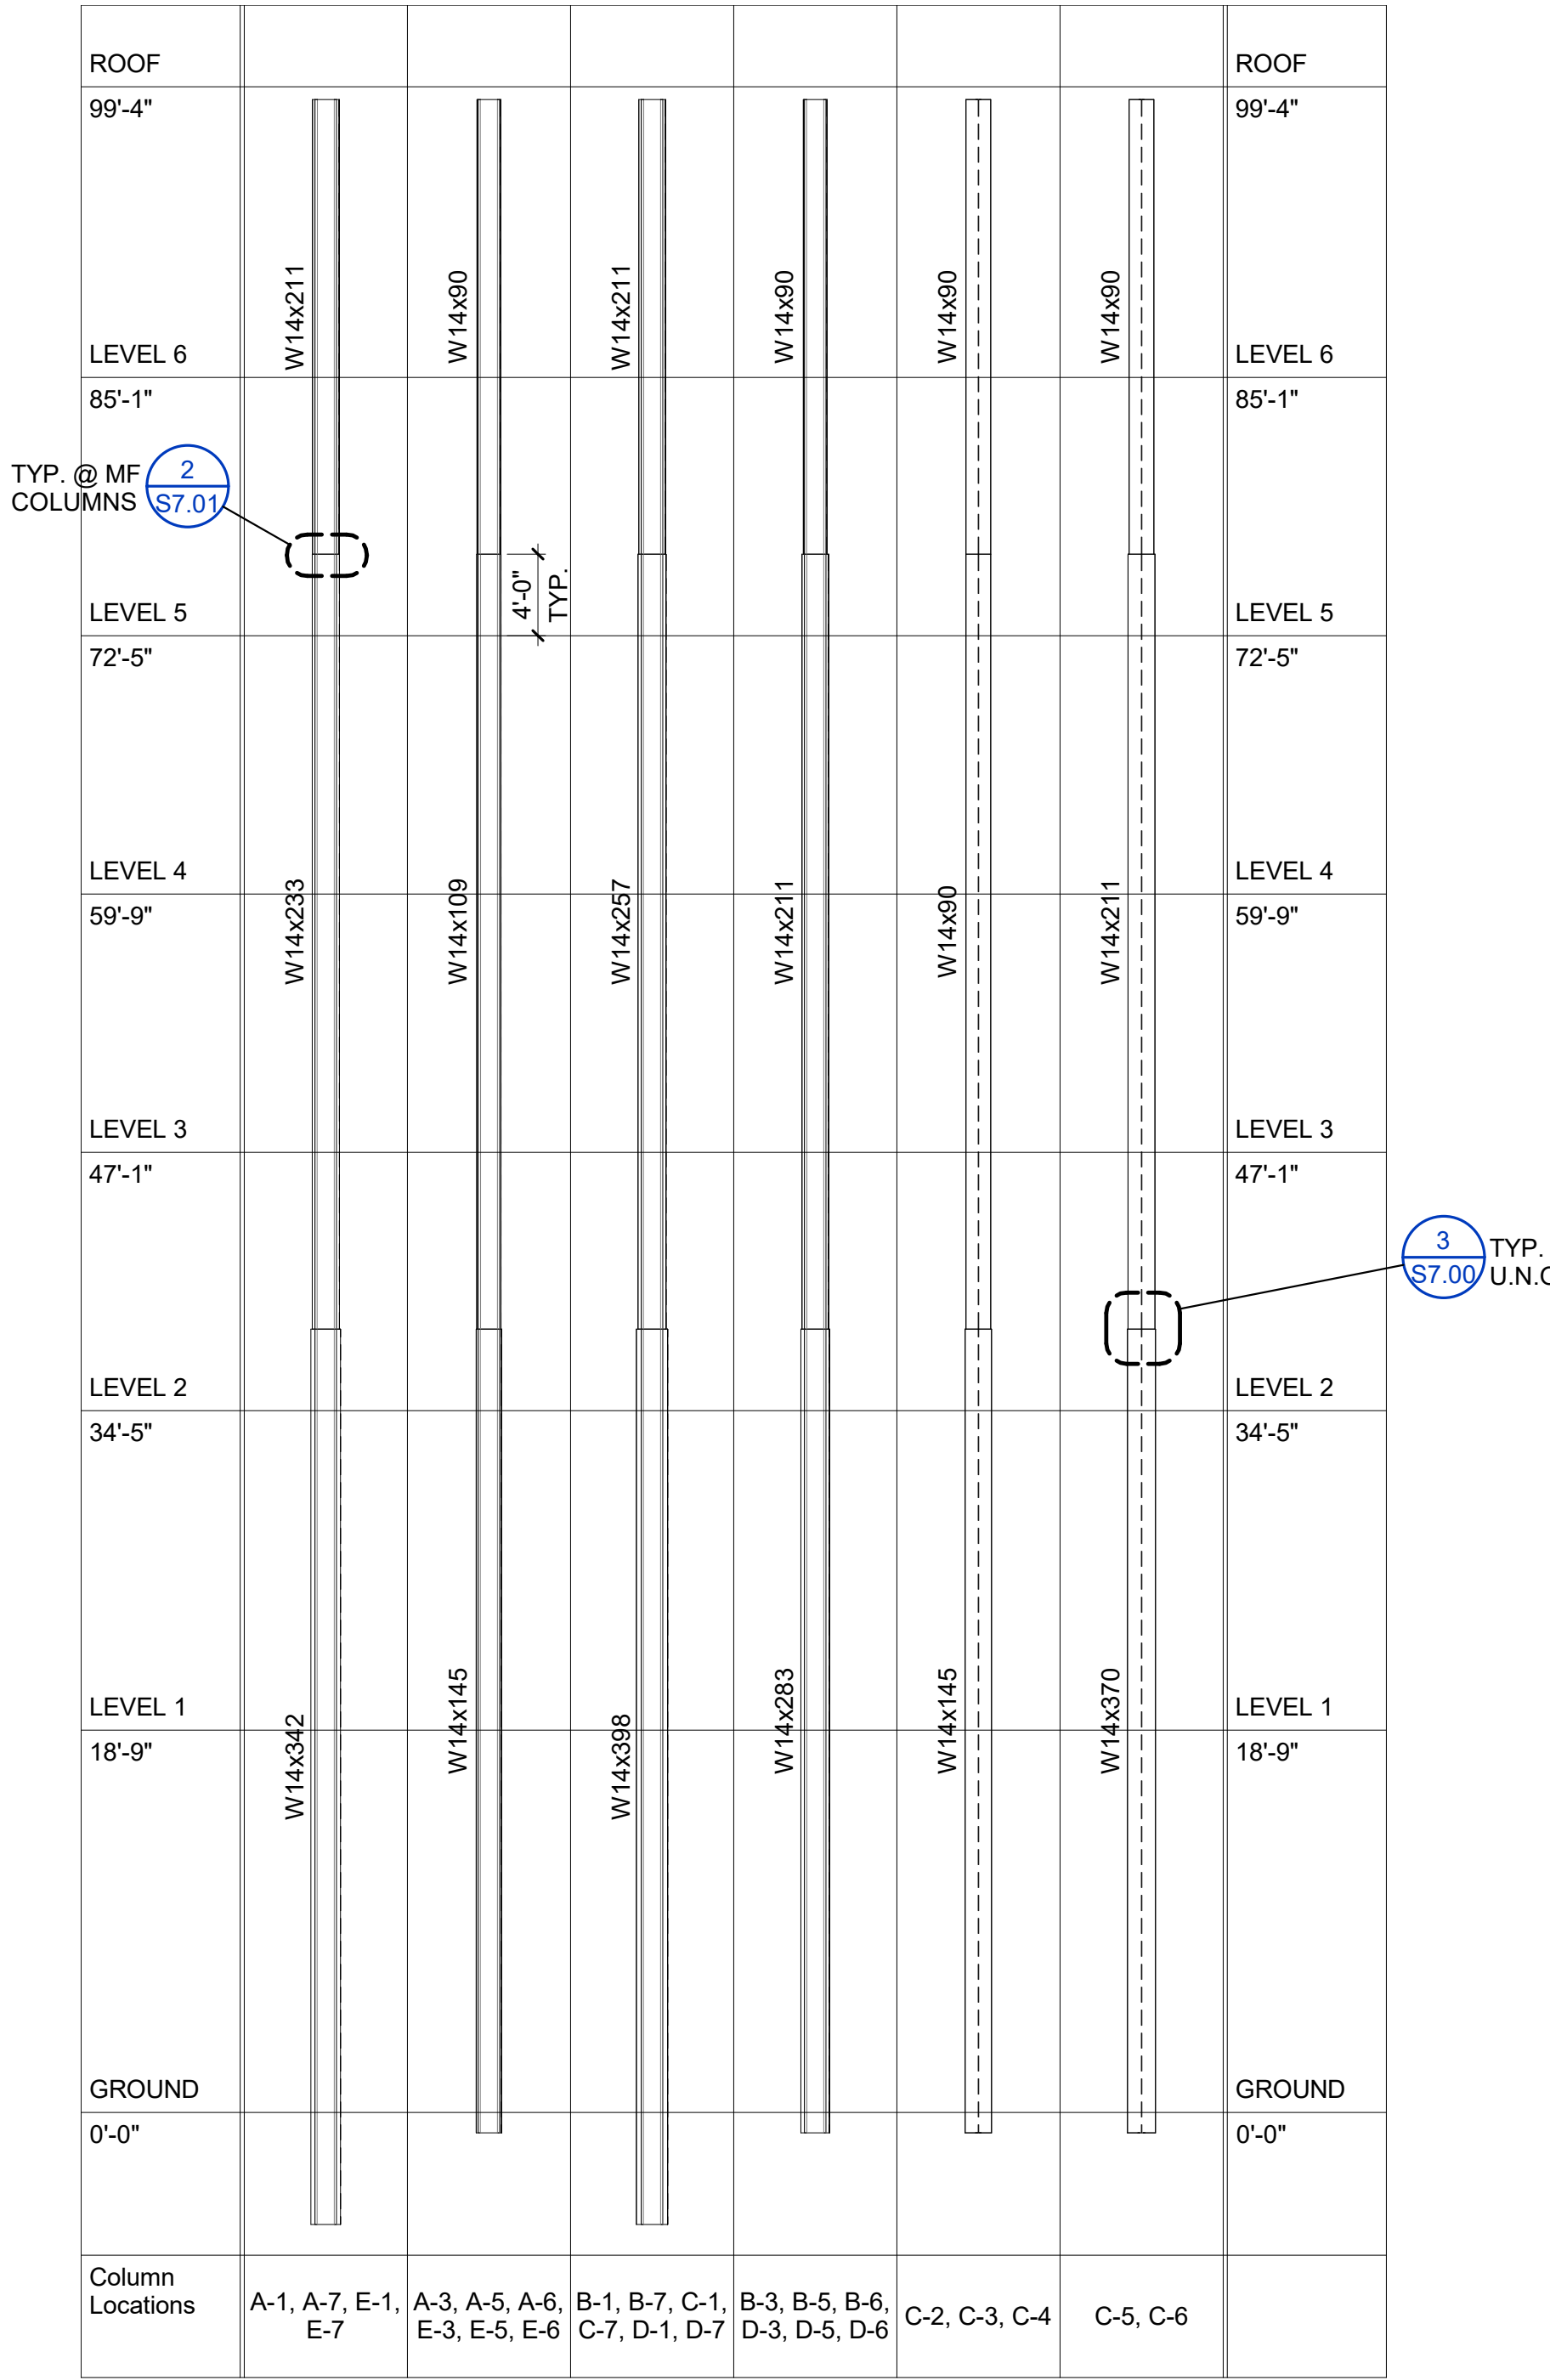 ROOF
ROOF
99'-4"
99'-4"
W14x211
W14x90
W14x211
W14x90
W14x90
W14x90
LEVEL 6
LEVEL 6
85'-1"
85'-1"
TYP. @ MF
COLUMNS
2
S7.01
4'-0"
TYP.
LEVEL 5
LEVEL 5
72'-5"
72'-5"
LEVEL 4
LEVEL 4
W14x233
W14x109
W14x257
W14x211
W14x90
W14x211
59'-9"
59'-9"
LEVEL 3
LEVEL 3
47'-1"
47'-1"
3
S7.00
TYP.
LEVEL 2
LEVEL 2
34'-5"
34'-5"
LEVEL 1
LEVEL 1
W14x342
W14x145
W14x398
W14x283
W14x145
W14x370
18'-9"
18'-9"
GROUND
GROUND
0'-0"
0'-0"
Column
Locations
A-1, A-7, E-1,
E-7
A-3, A-5, A-6,
E-3, E-5, E-6
B-1, B-7, C-1,
C-7, D-1, D-7
B-3, B-5, B-6,
D-3, D-5, D-6
C-2, C-3, C-4
C-5, C-6